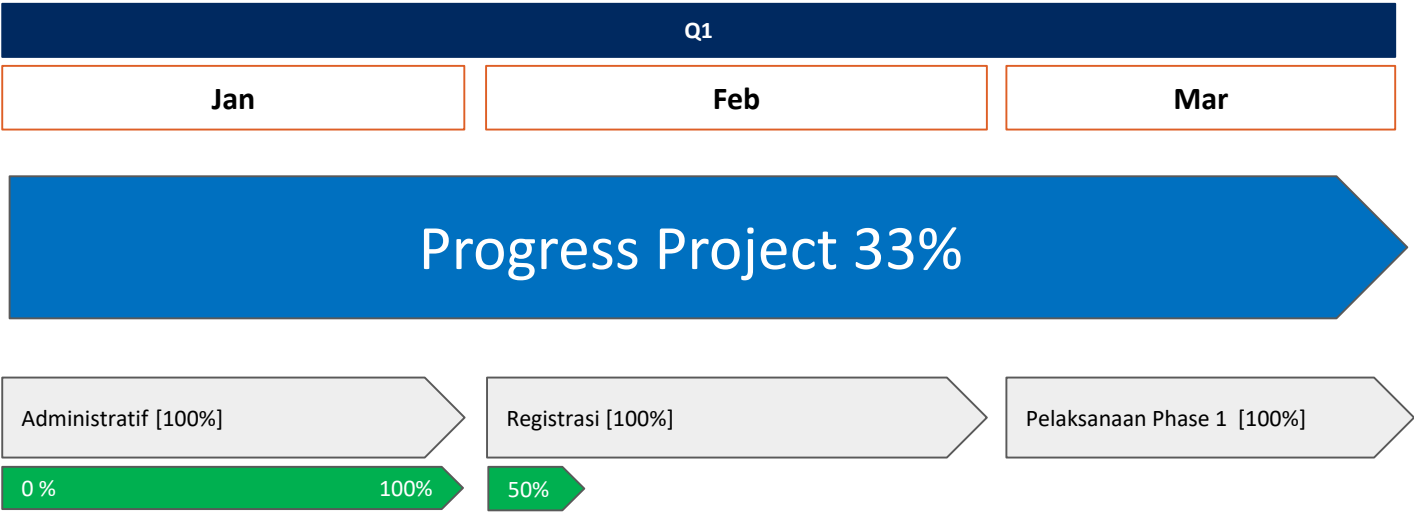 Q1
Jan Feb Mar
Progress Project 33%
Administratif [100%] Registrasi [100%] Pelaksanaan Phase 1 [100%]
0 % 100% 50%